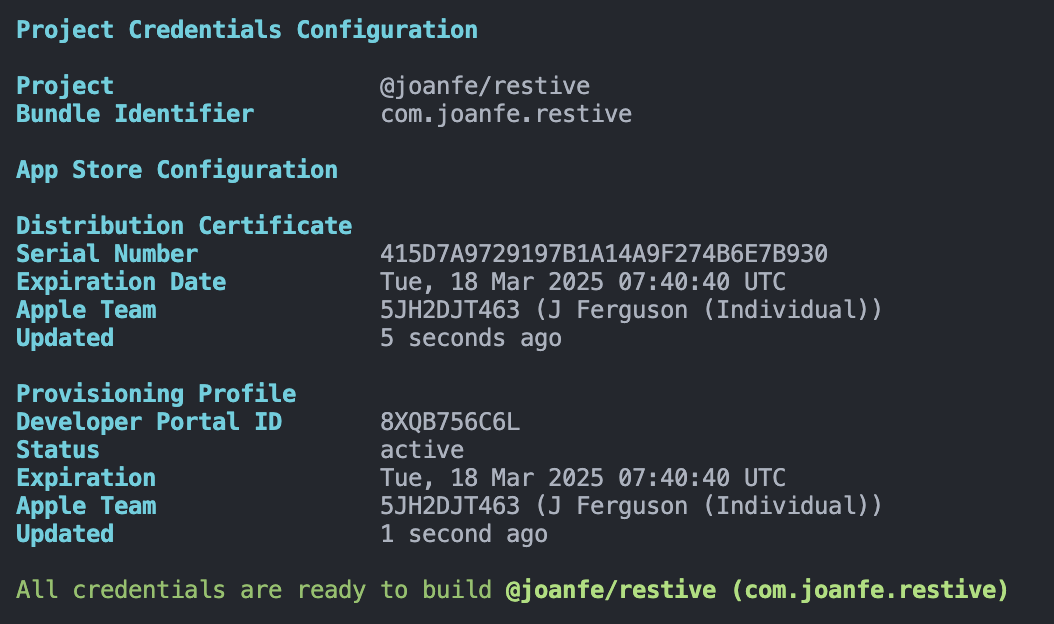 Project Credentials Configuration
Project @joanfe/restive
Bundle Identifier com.joanfe.restive
App Store Configuration
Distribution Certificate
Serial Number 415D7A9729197B1A14A9F274B6E7B930
Expiration Date Tue, 18 Mar 2025 07:40:40 UTC
Apple Team 5JH2DJT463 (J Ferguson (Individual))
Updated 5 seconds ago
Provisioning Profile
Developer Portal ID 8XQB756C6L
Status active
Expiration Tue, 18 Mar 2025 07:40:40 UTC
Apple Team 5JH2DJT463 (J Ferguson (Individual))
Updated 1 second ago
All credentials are ready to build @joanfe/restive (com.joanfe.restive)